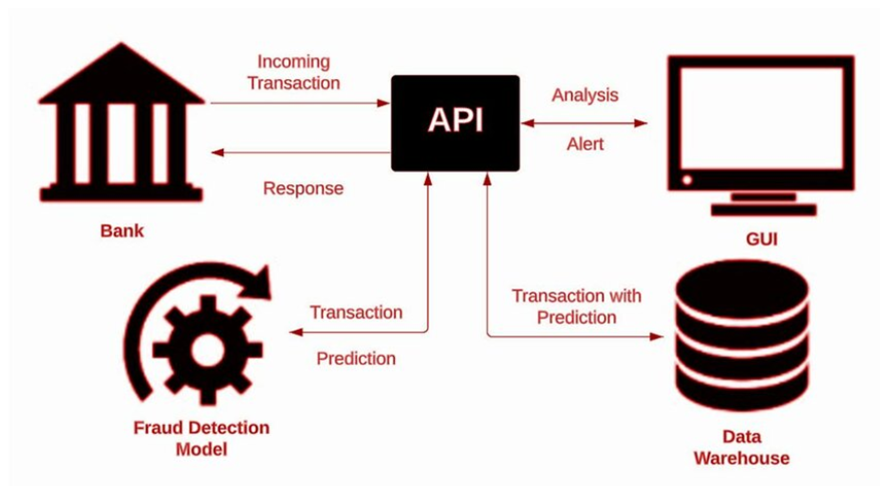 Incoming
Transaction
API
Analysis
Alert
Response
Bank
GUI
Transaction
Prediction
Transaction with
Prediction
Fraud Detection
Model
Data
Warehouse